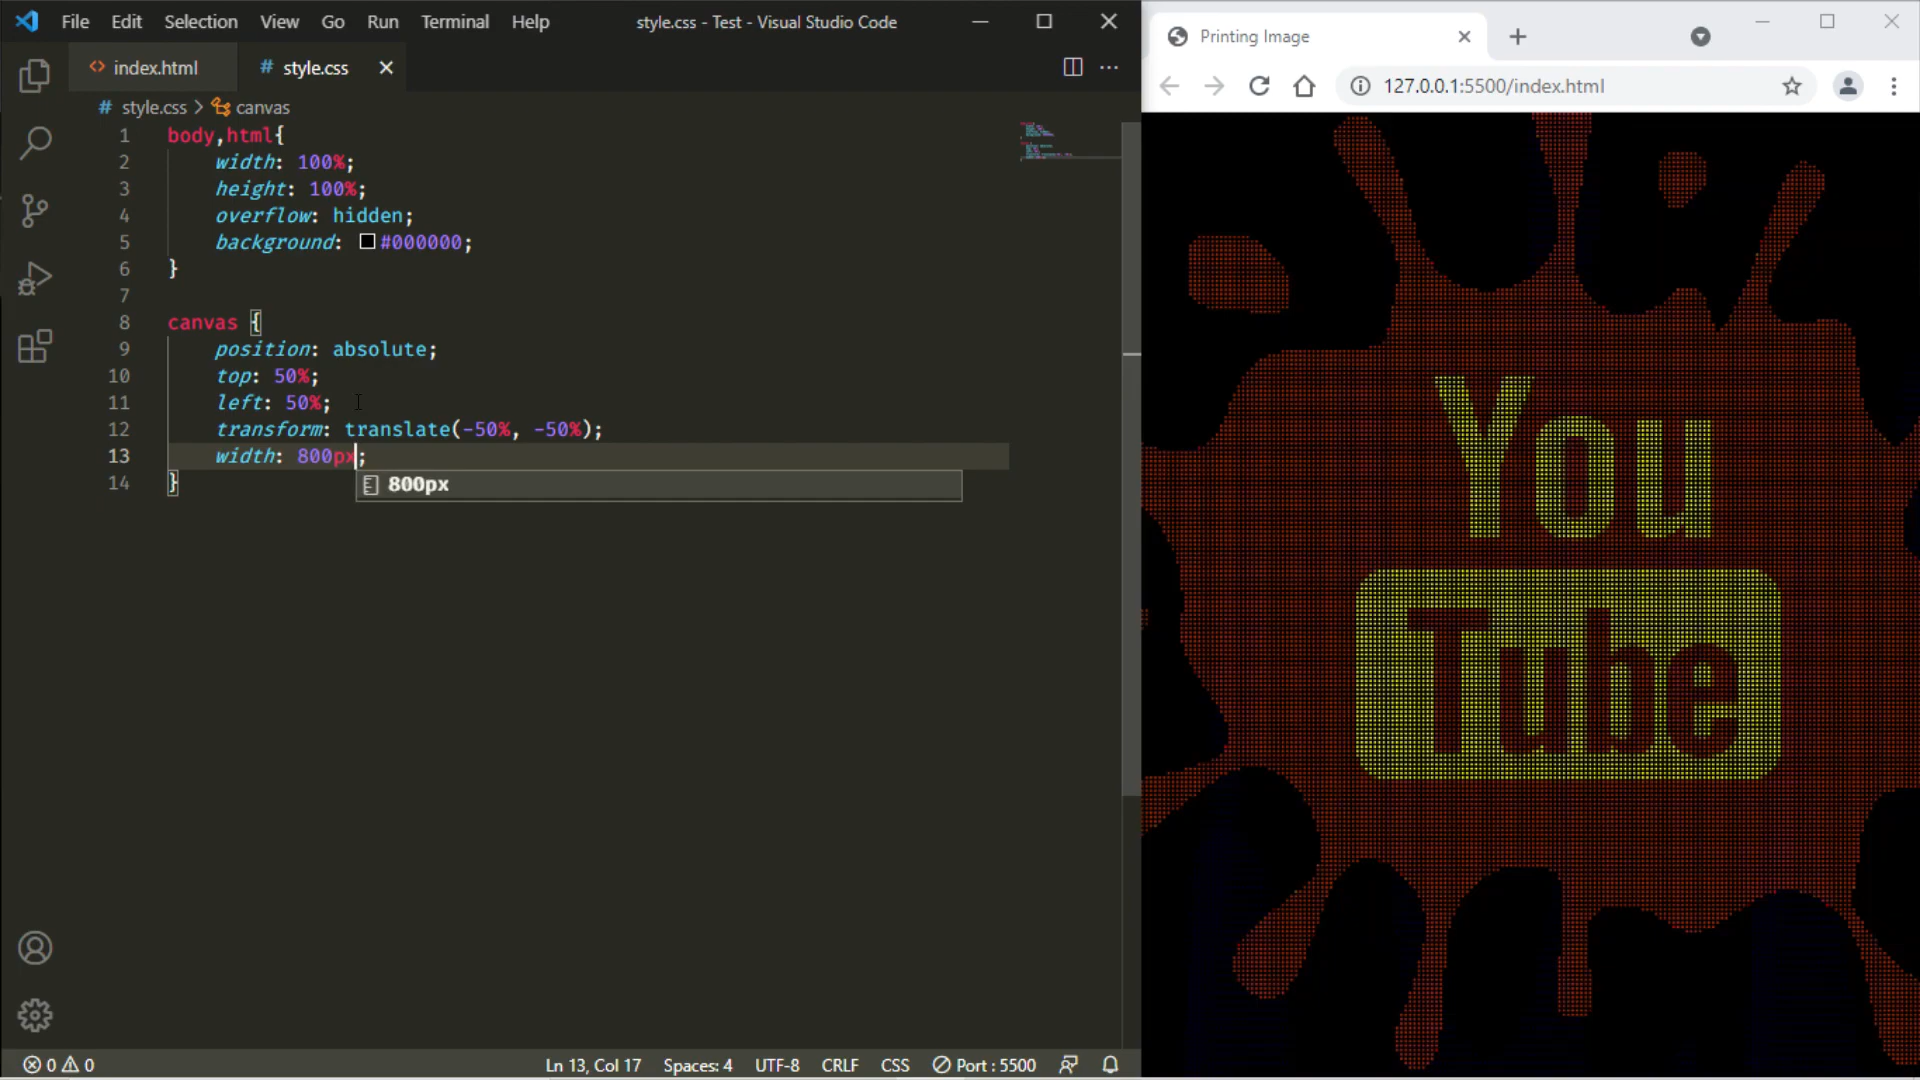 File Edit Selection View Go Run Terminal Help
style.css - Test - Visual Studio Code
<> index.html
# style.css
# style.css > canvas
1 body,html{
2 width: 100%;
3 height: 100%;
4 overflow: hidden;
5 background: #000000;
6 }
7
8 canvas {
9 position: absolute;
10 top: 50%;
11 left: 50%;
12 transform: translate(-50%, -50%);
13 width: 800px;
800px
14 }
0 0
Ln 13, Col 17 Spaces: 4 UTF-8 CRLF CSS Port : 5500
Printing Image
127.0.0.1:5500/index.html
You
Tube